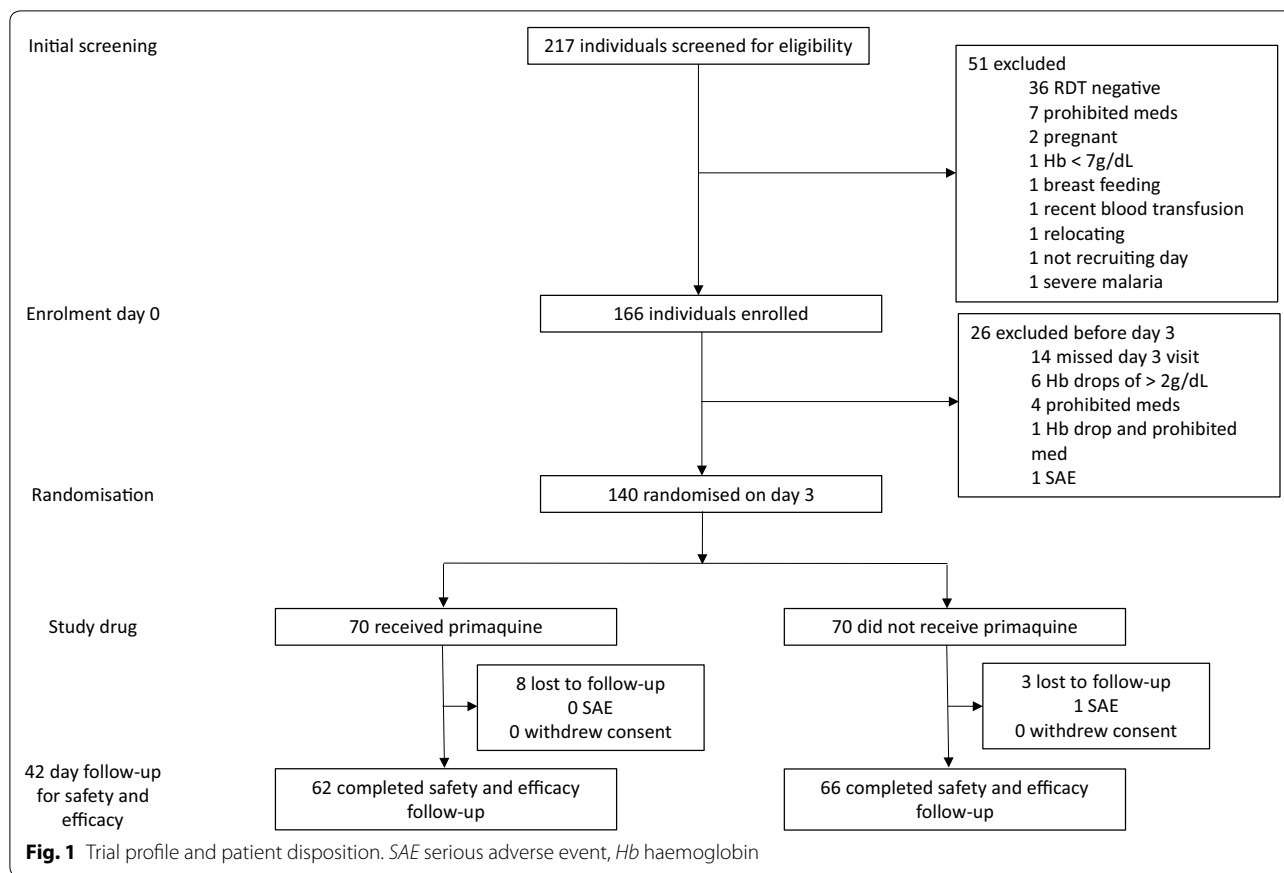 Initial screening
217 individuals screened for eligibility
51 excluded
36 RDT negative
7 prohibited meds
2 pregnant
1 Hb < 7g/dL
1 breast feeding
1 recent blood transfusion
1 relocating
1 not recruiting day
1 severe malaria
Enrolment day 0
166 individuals enrolled
26 excluded before day 3
14 missed day 3 visit
6 Hb drops of > 2g/dL
4 prohibited meds
1 Hb drop and prohibited
med
1 SAE
Randomisation
140 randomised on day 3
Study drug
70 received primaquine
70 did not receive primaquine
8 lost to follow-up
0 SAE
0 withdrew consent
3 lost to follow-up
1 SAE
0 withdrew consent
42 day follow-up
for safety and
efficacy
62 completed safety and efficacy
follow-up
66 completed safety and efficacy
follow-up
Fig. 1 Trial profile and patient disposition. SAE serious adverse event, Hb haemoglobin